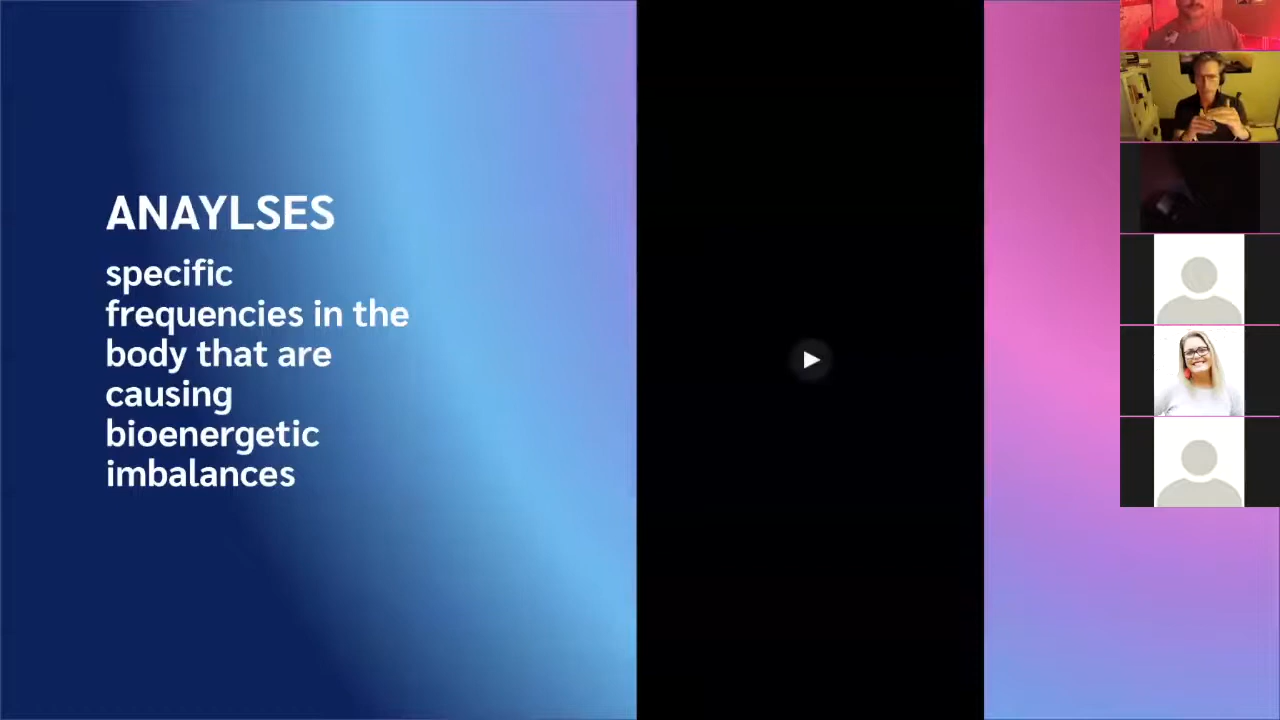 ANAYLSES
specific
frequencies in the
body that are
causing
bioenergetic
imbalances